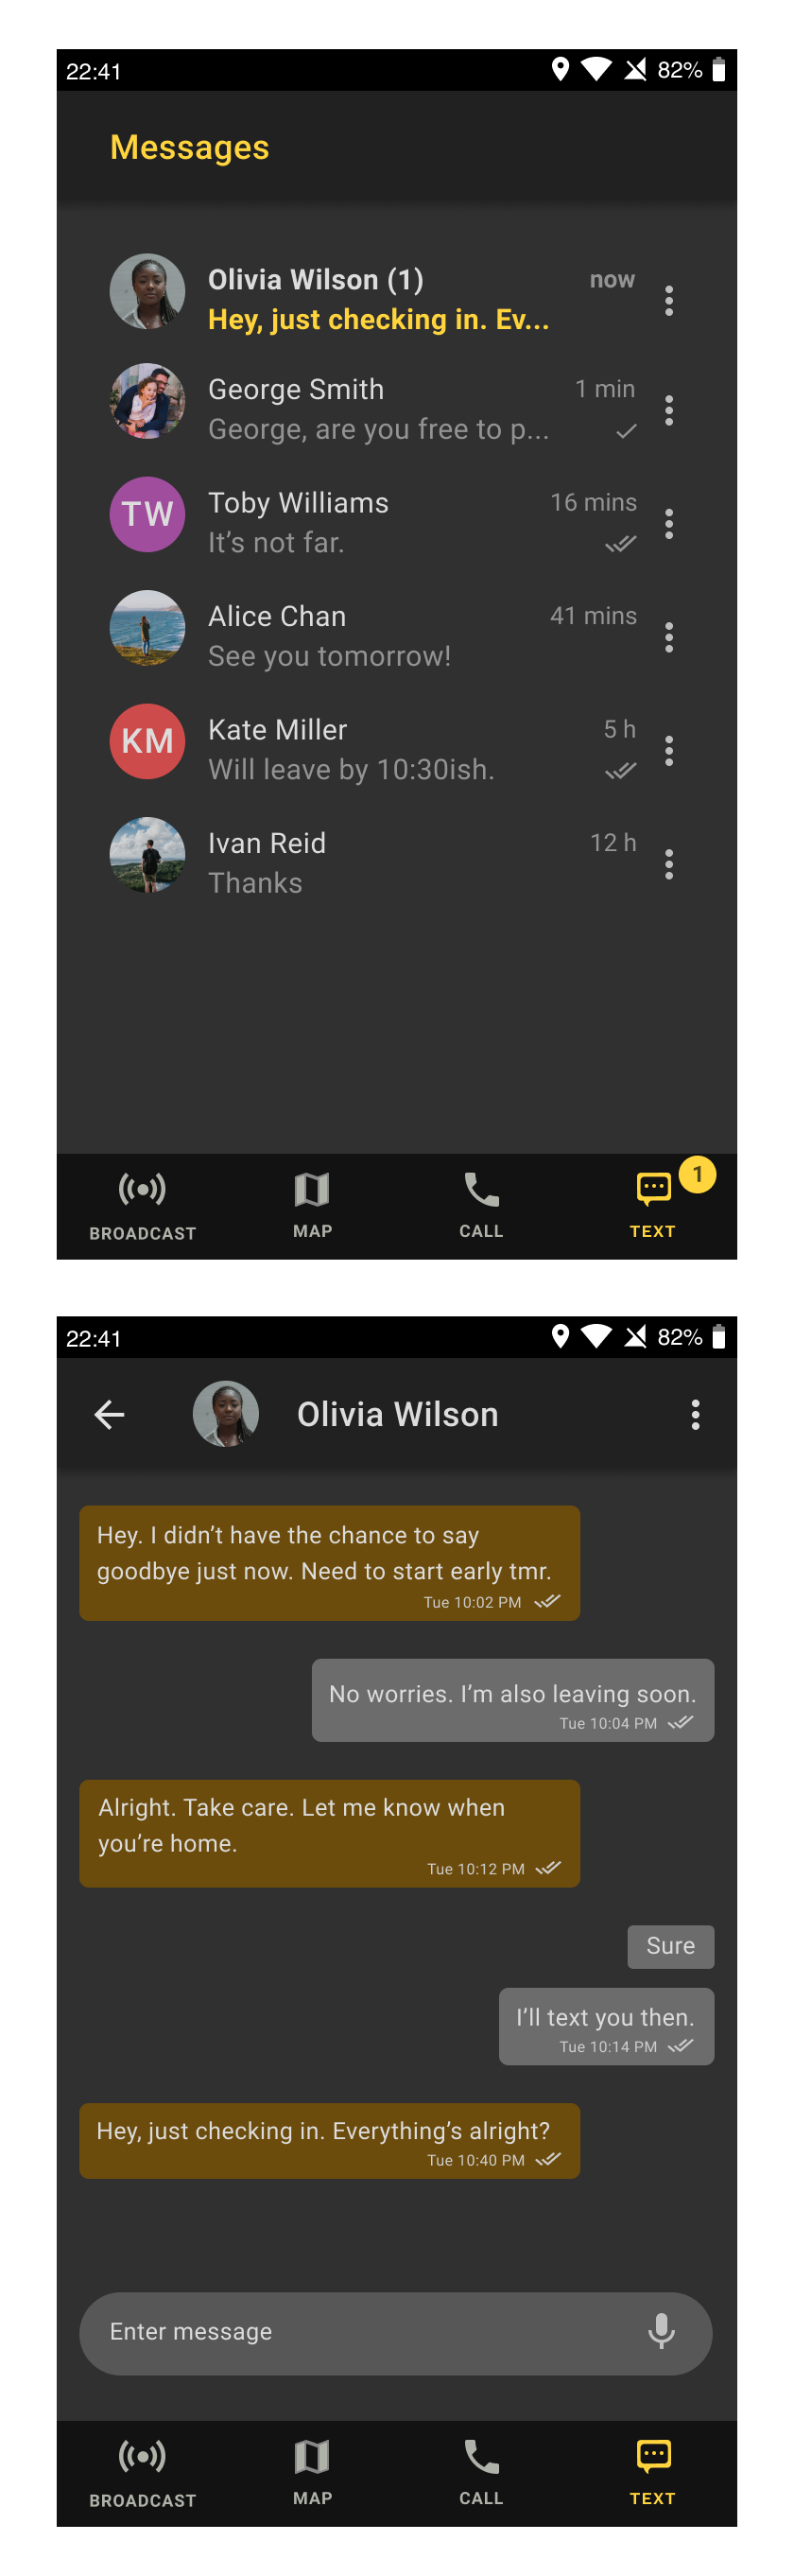 22:41 82%
Messages
Olivia Wilson (1) now
Hey, just checking in. Ev...
George Smith 1 min
George, are you free to p...
TW Toby Williams 16 mins
It’s not far.
Alice Chan 41 mins
See you tomorrow!
KM Kate Miller 5 h
Will leave by 10:30ish.
Ivan Reid 12 h
Thanks
1
BROADCAST MAP CALL TEXT
22:41 82%
Olivia Wilson
Hey. I didn’t have the chance to say
goodbye just now. Need to start early tmr.
Tue 10:02 PM
No worries. I’m also leaving soon.
Tue 10:04 PM
Alright. Take care. Let me know when
you’re home.
Tue 10:12 PM
Sure
I’ll text you then.
Tue 10:14 PM
Hey, just checking in. Everything’s alright?
Tue 10:40 PM
Enter message
BROADCAST MAP CALL TEXT